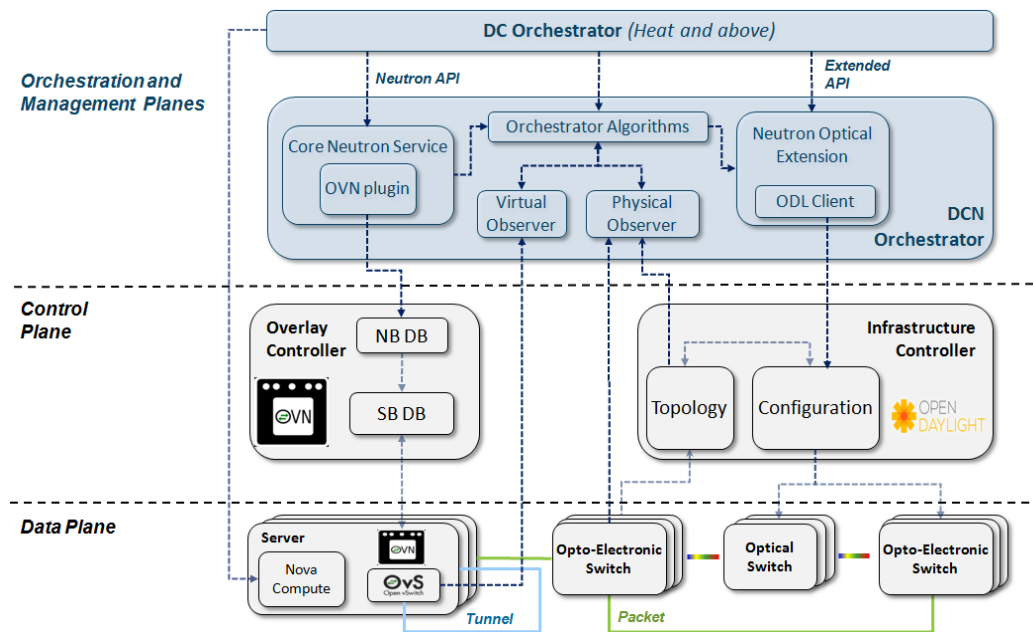 DC Orchestrator (Heat and above)
Orchestration and
Management Planes
Neutron API
Extended
API
Orchestrator Algorithms
Core Neutron Service
OVN plugin
Neutron Optical
Extension
ODL Client
Virtual
Observer
Physical
Observer
DCN
Orchestrator
Control
Plane
Overlay
Controller
NB DB
SB DB
OVN
Infrastructure
Controller
Topology
Configuration
OPEN
DAYLIGHT
Data Plane
Server
Nova
Compute
OVN
OvS
Open vSwitch
Tunnel
Opto-Electronic
Switch
Optical
Switch
Opto-Electronic
Switch
Packet